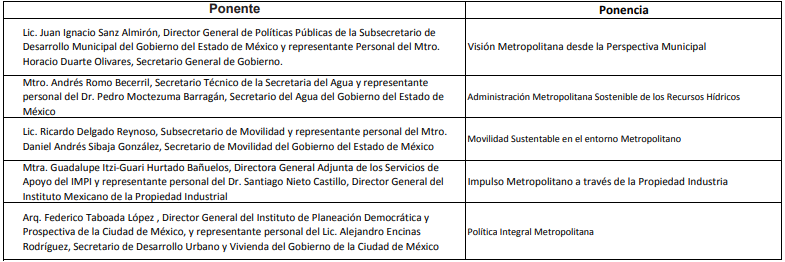 Ponente
Ponencia
Lic. Juan Ignacio Sanz Almirón, Director General de Políticas Públicas de la Subsecretario de
Desarrollo Municipal del Gobierno del Estado de México y representante Personal del Mtro.
Horacio Duarte Olivares, Secretario General de Gobierno.
Visión Metropolitana desde la Perspectiva Municipal
Mtro. Andrés Romo Becerril, Secretario Técnico de la Secretaria del Agua y representante
personal del Dr. Pedro Moctezuma Barragán, Secretario del Agua del Gobierno del Estado de
México
Administración Metropolitana Sostenible de los Recursos Hídricos
Lic. Ricardo Delgado Reynoso, Subsecretario de Movilidad y representante personal del Mtro.
Daniel Andrés Sibaja González, Secretario de Movilidad del Gobierno del Estado de México
Movilidad Sustentable en el entorno Metropolitano
Mtra. Guadalupe Itzi-Guari Hurtado Bañuelos, Directora General Adjunta de los Servicios de
Apoyo del IMPI y representante personal del Dr. Santiago Nieto Castillo, Director General del
Instituto Mexicano de la Propiedad Industrial
Impulso Metropolitano a través de la Propiedad Industria
Arq. Federico Taboada López , Director General del Instituto de Planeación Democrática y
Prospectiva de la Ciudad de México, y representante personal del Lic. Alejandro Encinas
Rodríguez, Secretario de Desarrollo Urbano y Vivienda del Gobierno de la Ciudad de México
Política Integral Metropolitana